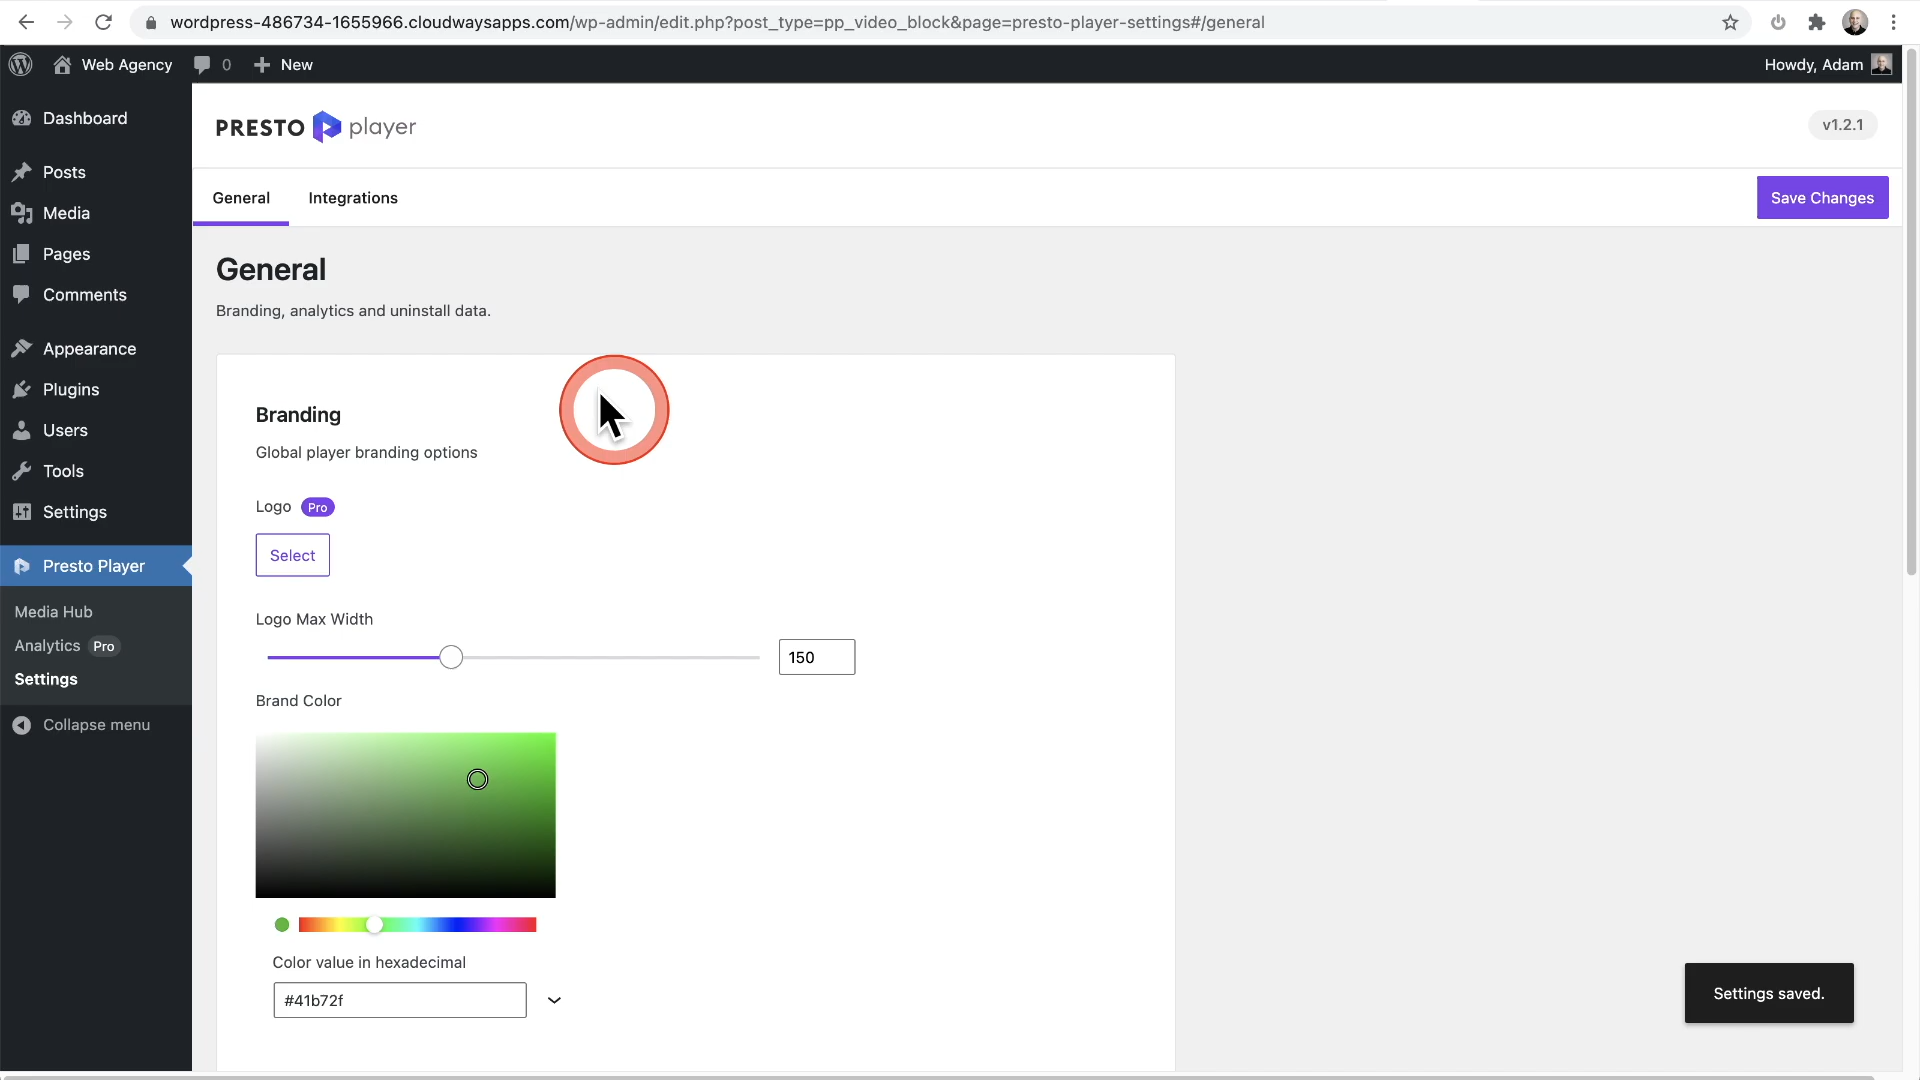 wordpress-486734-1655966.cloudwaysapps.com/wp-admin/edit.php?post_type=pp_video_block&page=presto-player-settings#/general
Web Agency
0
New
Howdy, Adam
Dashboard
Posts
Media
Pages
Comments
Appearance
Plugins
Users
Tools
Settings
Presto Player
Media Hub
Analytics Pro
Settings
Collapse menu
PRESTO player
v1.2.1
General
Integrations
Save Changes
General
Branding, analytics and uninstall data.
Branding
Global player branding options
Logo Pro
Select
Logo Max Width
150
Brand Color
Color value in hexadecimal
#41b72f
Settings saved.